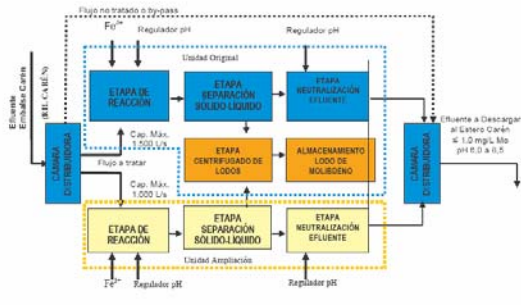 Flujo no tratado o by-pass
Fe³⁺
Regulador pH
Regulador pH
Unidad Original
Efluente
Embalse Carén
(RIL CARÉN)
ETAPA DE
REACCIÓN
ETAPA
SEPARACIÓN
SÓLIDO-LÍQUIDO
ETAPA
NEUTRALIZACIÓN
EFLUENTE
Efluente a Descargar
al Estero Carén
≤ 1.0 mg/L Mo
pH 6,0 a 8,5
CÁMARA
DISTRIBUIDORA
Cap. Máx.
1.500 L/s
Flujo a tratar
Cap. Máx.
1.000 L/s
ETAPA
CENTRIFUGADO DE
LODOS
ALMACENAMIENTO
LODO DE
MOLIBDENO
CÁMARA
DISTRIBUIDORA
ETAPA
DE REACCIÓN
ETAPA
SEPARACIÓN
SÓLIDO-LÍQUIDO
ETAPA
NEUTRALIZACIÓN
EFLUENTE
Unidad Ampliación
Fe³⁺
Regulador pH
Regulador pH